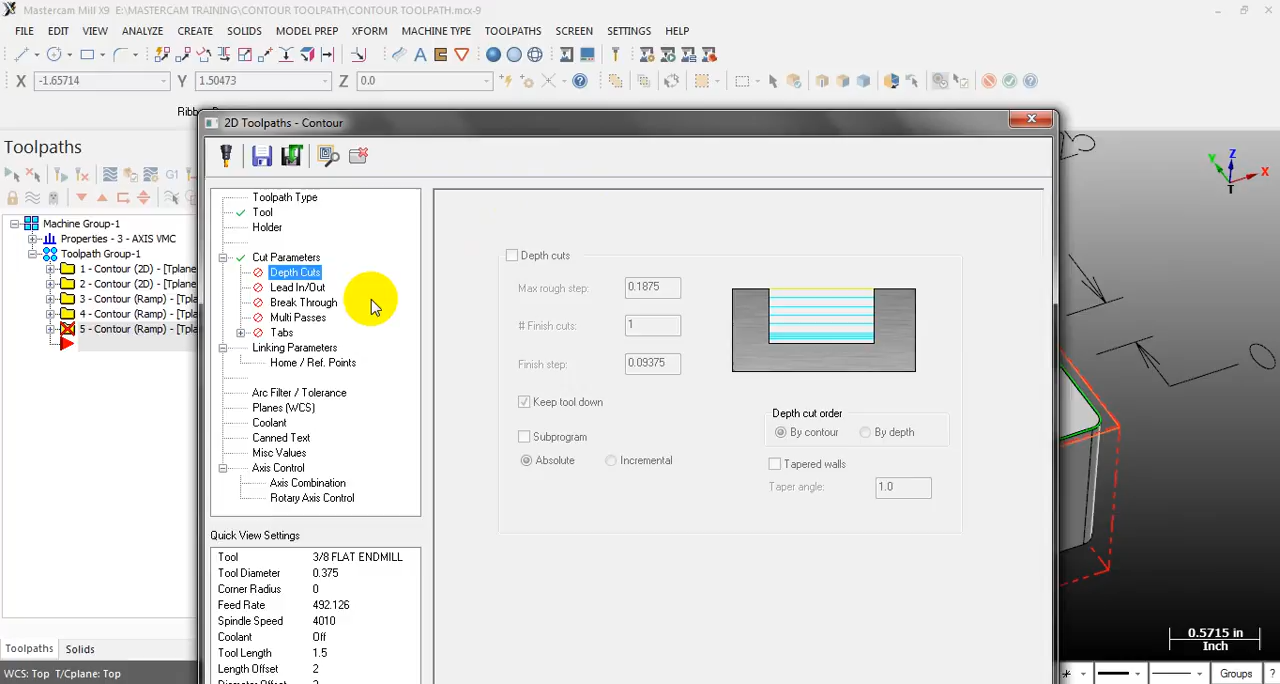 Mastercam Mill X9 E:\MASTERCAM TRAINING\CONTOUR TOOLPATH\CONTOUR TOOLPATH.mcx-9
FILE EDIT VIEW ANALYZE CREATE SOLIDS MODEL PREP XFORM MACHINE TYPE TOOLPATHS SCREEN SETTINGS HELP
X -1.65714 Y 1.50473 Z 0.0
2D Toolpaths - Contour
Toolpaths
G1
Machine Group-1
Properties - 3 - AXIS VMC
Toolpath Group-1
1 - Contour (2D) - [Tplane
2 - Contour (2D) - [Tplane
3 - Contour (Ramp) - [Tpla
4 - Contour (Ramp) - [Tpla
5 - Contour (Ramp) - [Tpla
Toolpath Type
Tool
Holder
Cut Parameters
Depth Cuts
Lead In/Out
Break Through
Multi Passes
Tabs
Linking Parameters
Home / Ref. Points
Arc Filter / Tolerance
Planes (WCS)
Coolant
Canned Text
Misc Values
Axis Control
Axis Combination
Rotary Axis Control
Depth cuts
Max rough step: 0.1875
# Finish cuts: 1
Finish step: 0.09375
Keep tool down
Subprogram
Absolute Incremental
Depth cut order
By contour By depth
Tapered walls
Taper angle: 1.0
Quick View Settings
Tool 3/8 FLAT ENDMILL
Tool Diameter 0.375
Corner Radius 0
Feed Rate 492.126
Spindle Speed 4010
Coolant Off
Tool Length 1.5
Length Offset 2
Z
Y
X
T
0.5715 in
Inch
Toolpaths Solids
WCS: Top T/Cplane: Top
Groups ?